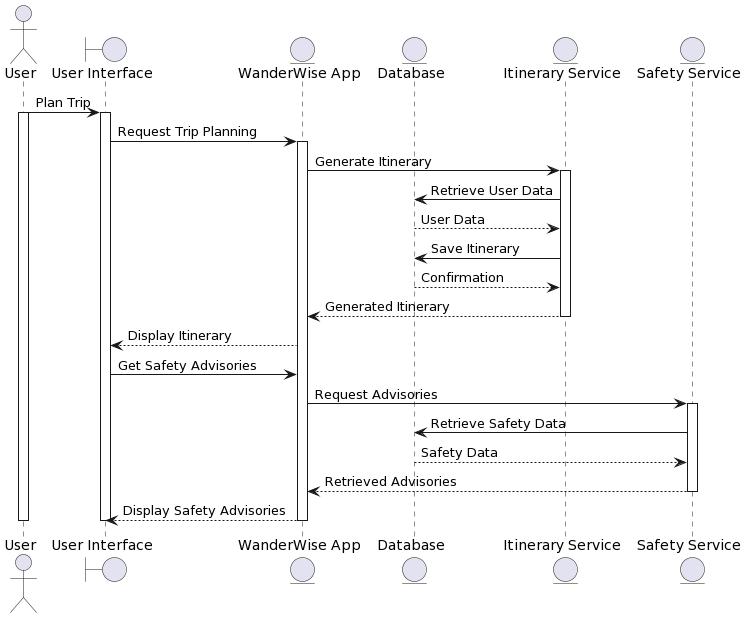 User
User Interface
WanderWise App
Database
Itinerary Service
Safety Service
Plan Trip
Request Trip Planning
Generate Itinerary
Retrieve User Data
User Data
Save Itinerary
Confirmation
Generated Itinerary
Display Itinerary
Get Safety Advisories
Request Advisories
Retrieve Safety Data
Safety Data
Retrieved Advisories
Display Safety Advisories
User
User Interface
WanderWise App
Database
Itinerary Service
Safety Service